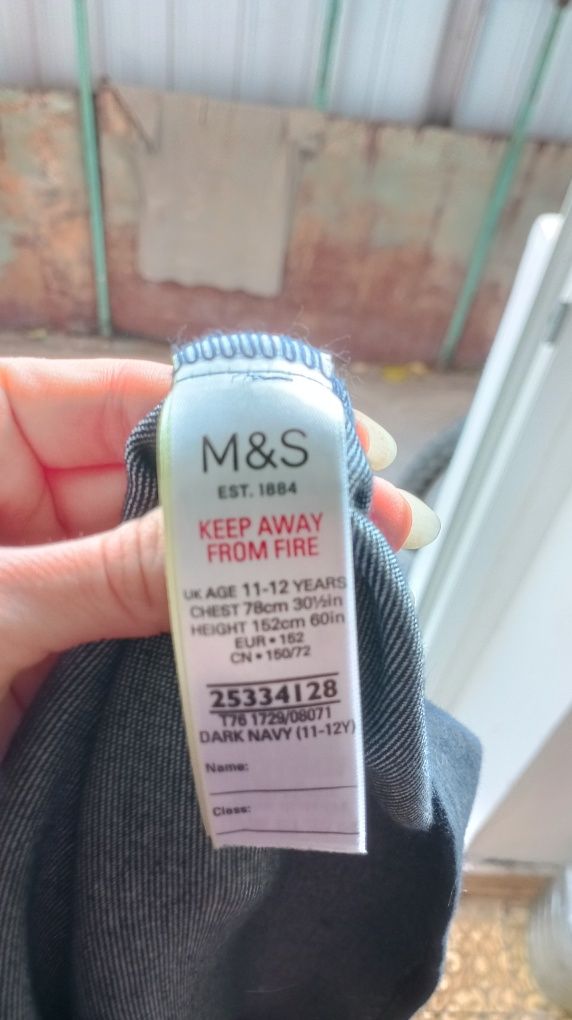 M&S
EST. 1884
KEEP AWAY
FROM FIRE
UK AGE 11-12 YEARS
CHEST 78cm 30½in
HEIGHT 152cm 60in
EUR • 152
CN • 150/72
25334128
T76 1729/08071
DARK NAVY (11-12Y)
Name:
Class: